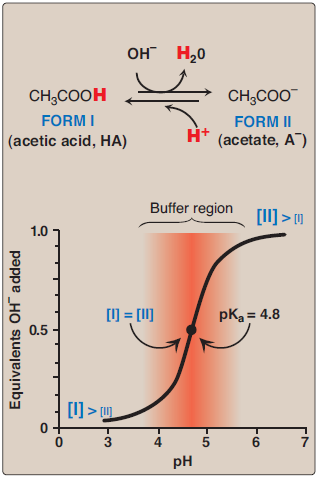 OH⁻ H₂0
CH₃COOH CH₃COO⁻
FORM I FORM II
(acetic acid, HA) H⁺ (acetate, A⁻)
Buffer region
[II] > [I]
1.0
Equivalents OH⁻ added
[I] = [II] pKₐ = 4.8
0.5
[I] > [II]
0
0 3 4 5 6 7
pH